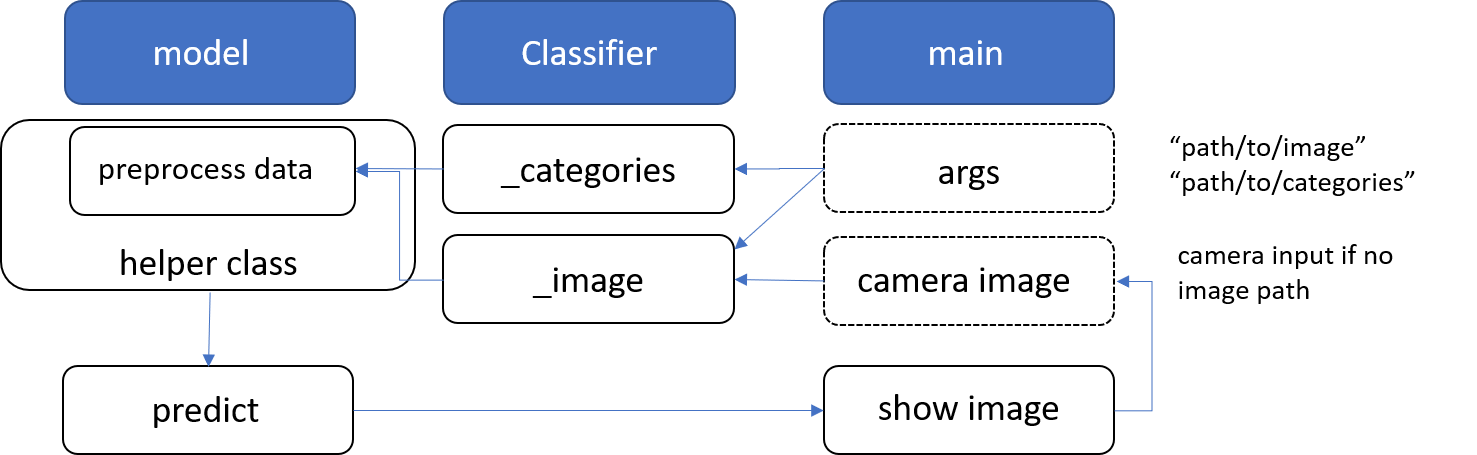 model
Classifier
main
preprocess data
_categories
args
“path/to/image”
“path/to/categories”
helper class
_image
camera image
camera input if no
image path
predict
show image